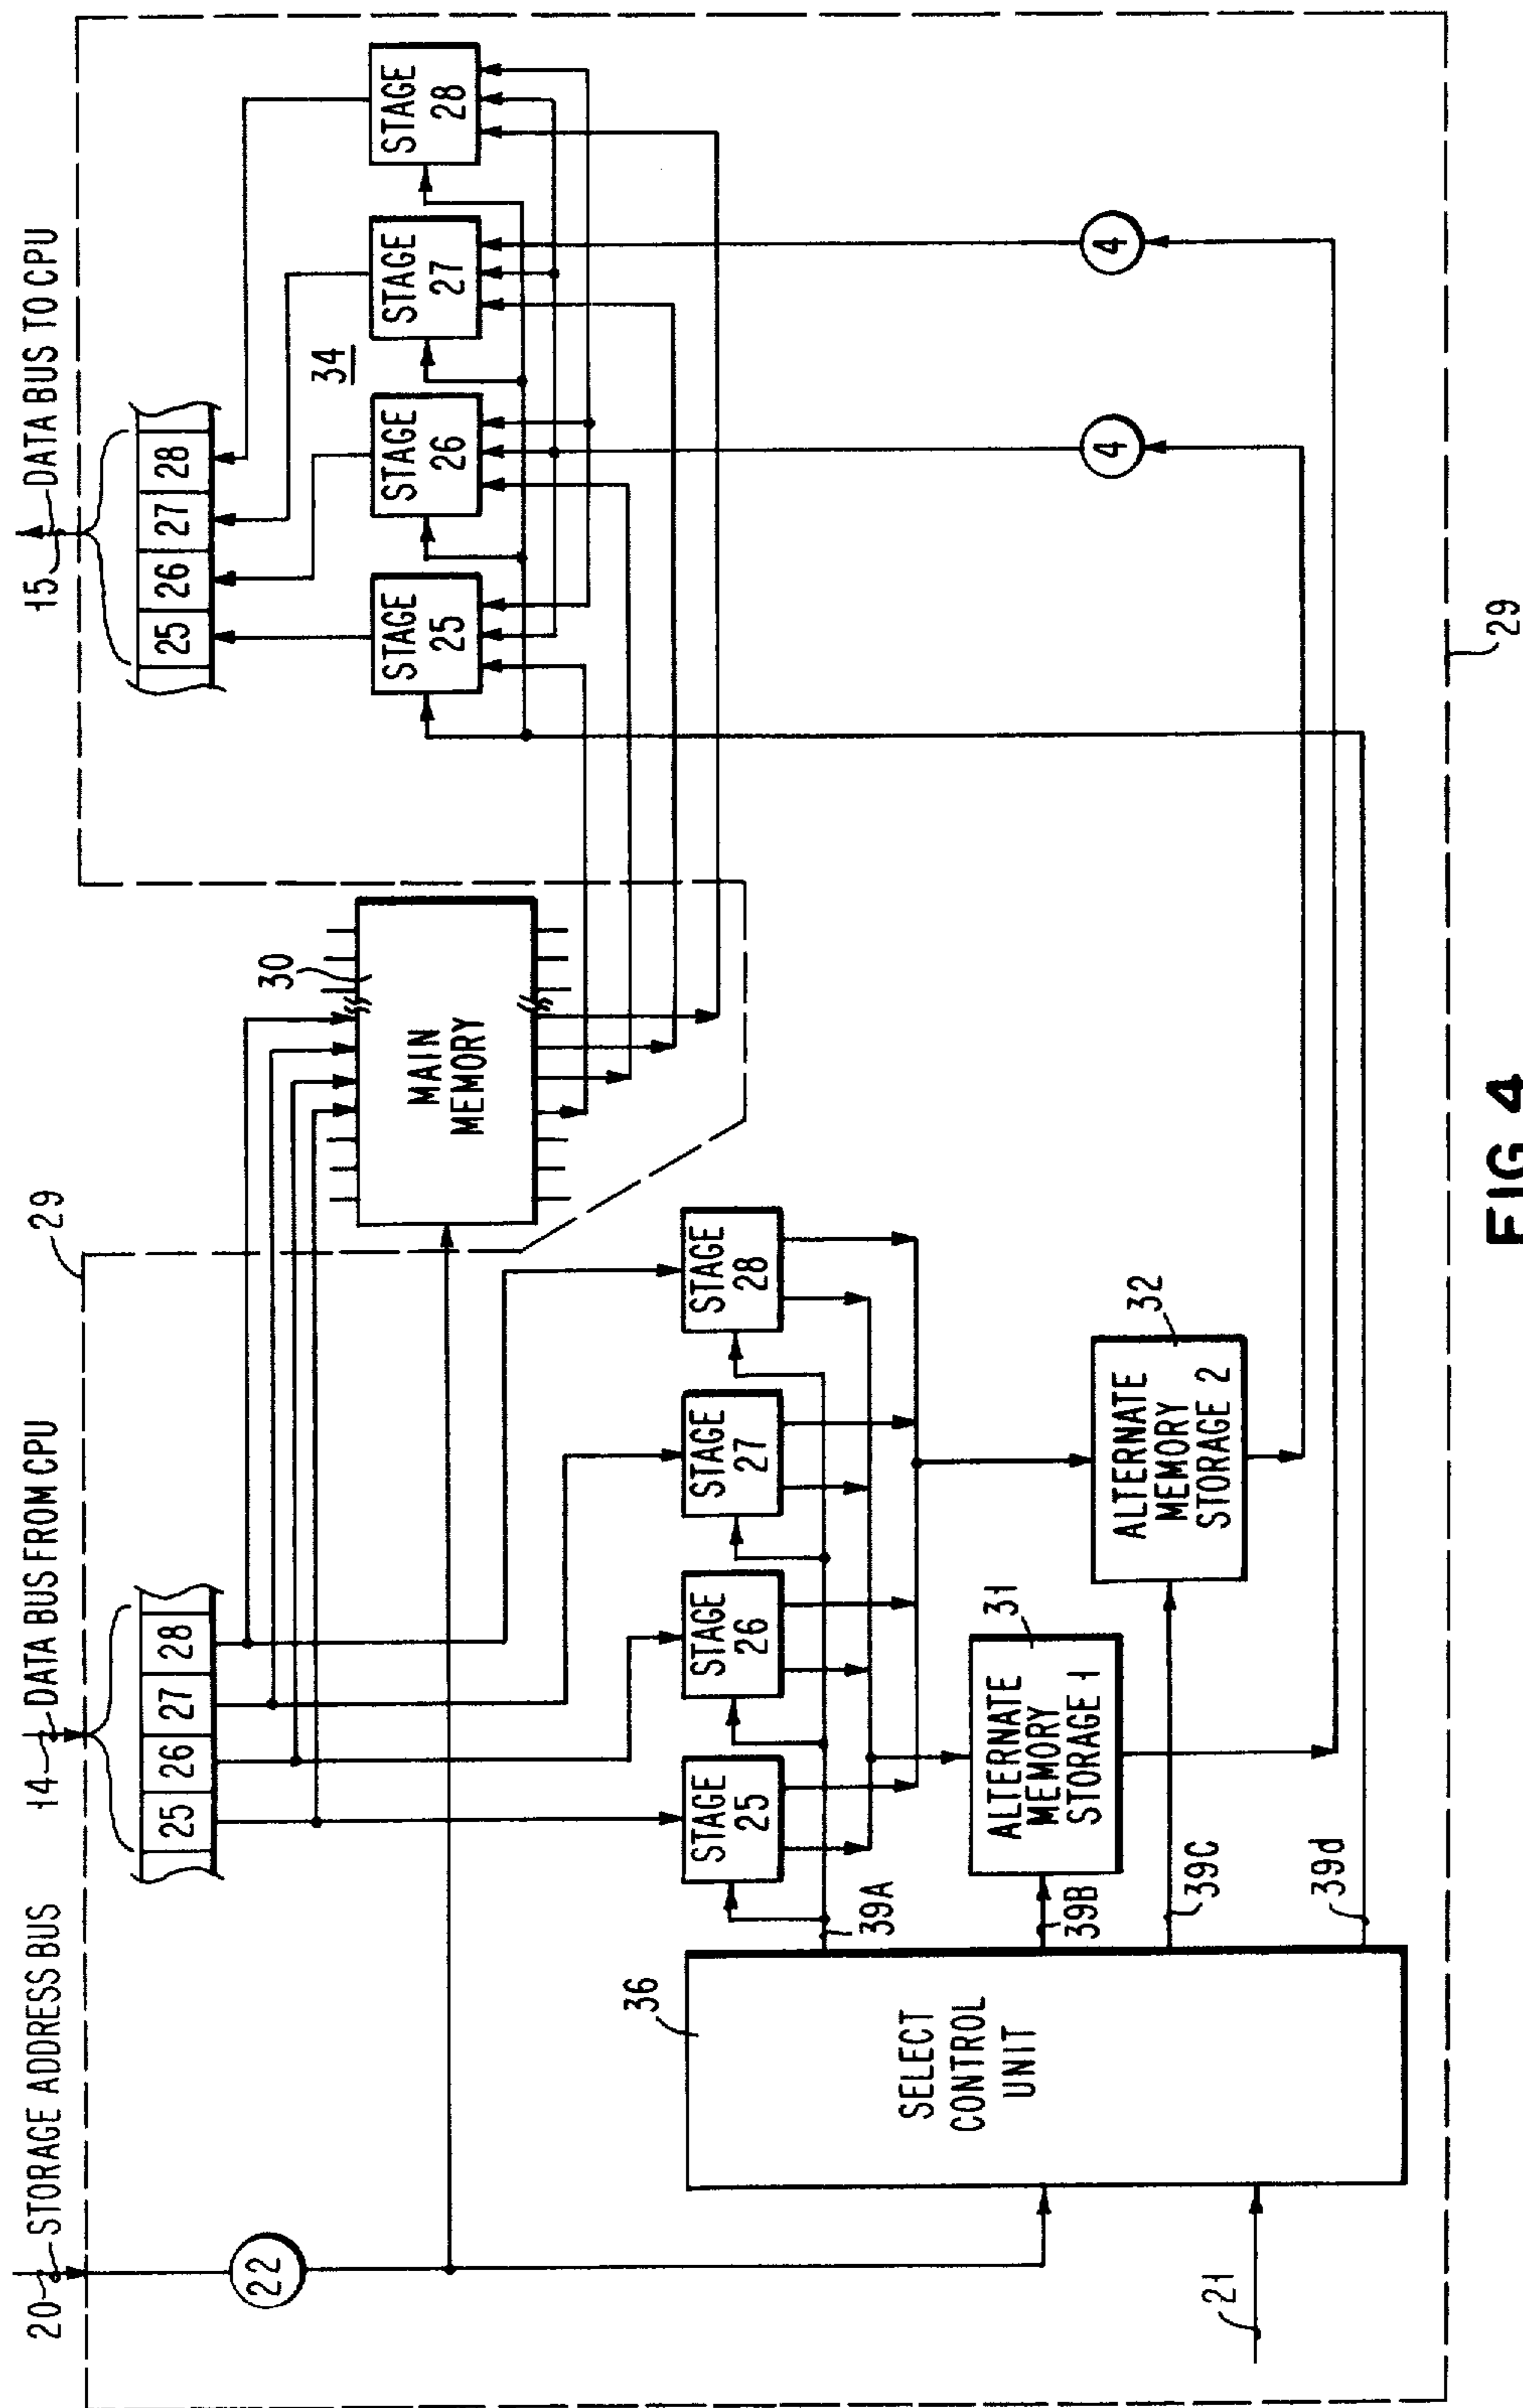 20 STORAGE ADDRESS BUS
14 DATA BUS FROM CPU
29
15 DATA BUS TO CPU
22
25 26 27 28
25 26 27 28
30
MAIN
MEMORY
34
STAGE
25
STAGE
26
STAGE
27
STAGE
28
STAGE
25
STAGE
26
STAGE
27
STAGE
28
36
SELECT
CONTROL
UNIT
21
39A
39B
39C
39d
31
ALTERNATE
MEMORY
STORAGE 1
32
ALTERNATE
MEMORY
STORAGE 2
4
4
29
FIG 4